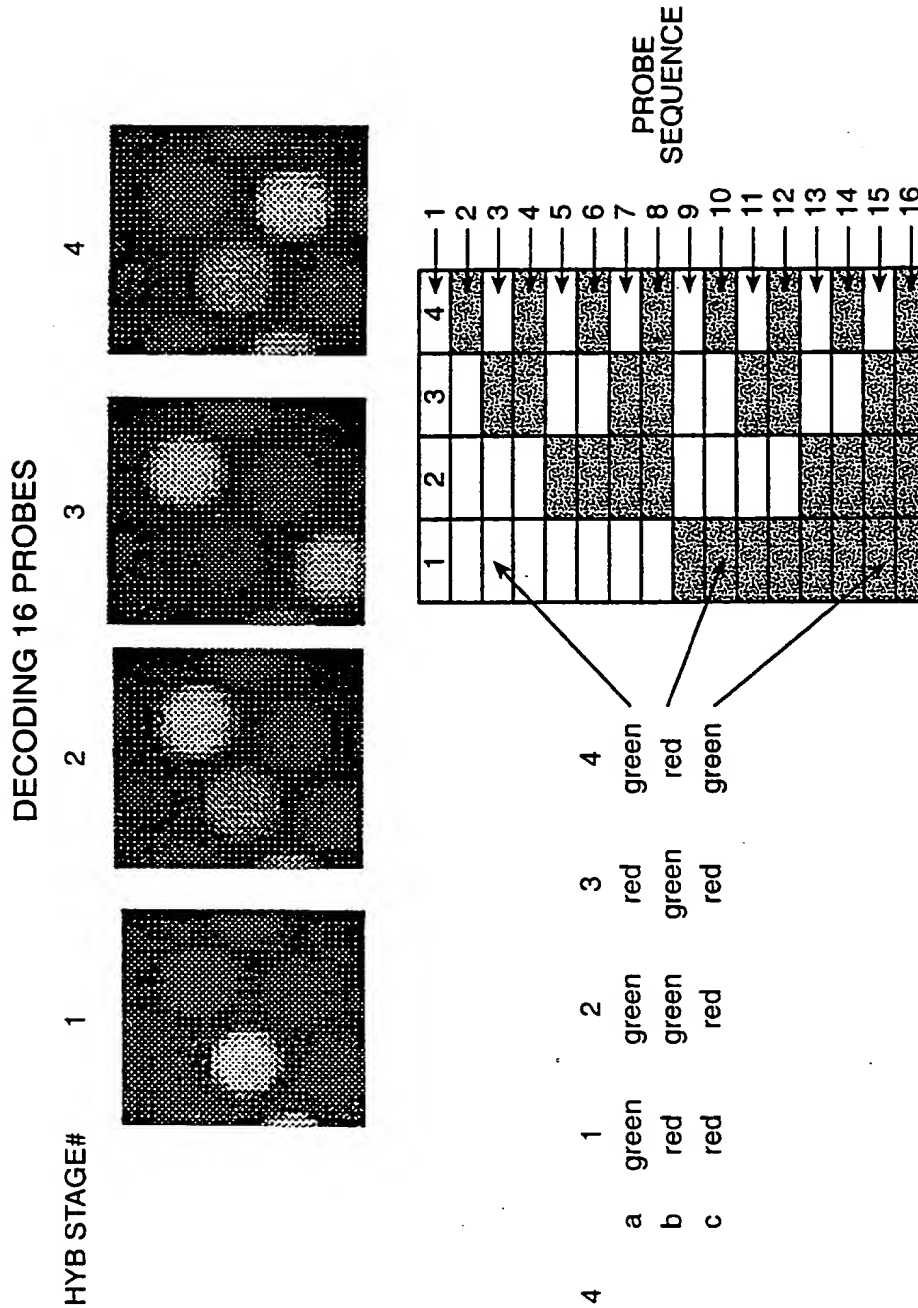 DECODING 16 PROBES
HYB STAGE# 1 2 3 4
1 2 3 4
1
2
3
4
5
6
7
8
9
10
11
12
13
14
15
16
PROBE
SEQUENCE
4 1 2 3 4
a green green red green
b red green green red
c red red red green